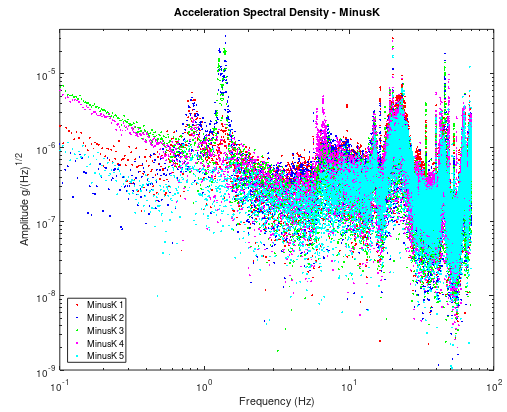 Acceleration Spectral Density - MinusK
Amplitude g/(Hz)^1/2
10^-5
10^-6
10^-7
10^-8
10^-9
MinusK 1
MinusK 2
MinusK 3
MinusK 4
MinusK 5
10^-1
10^0
10^1
10^2
Frequency (Hz)